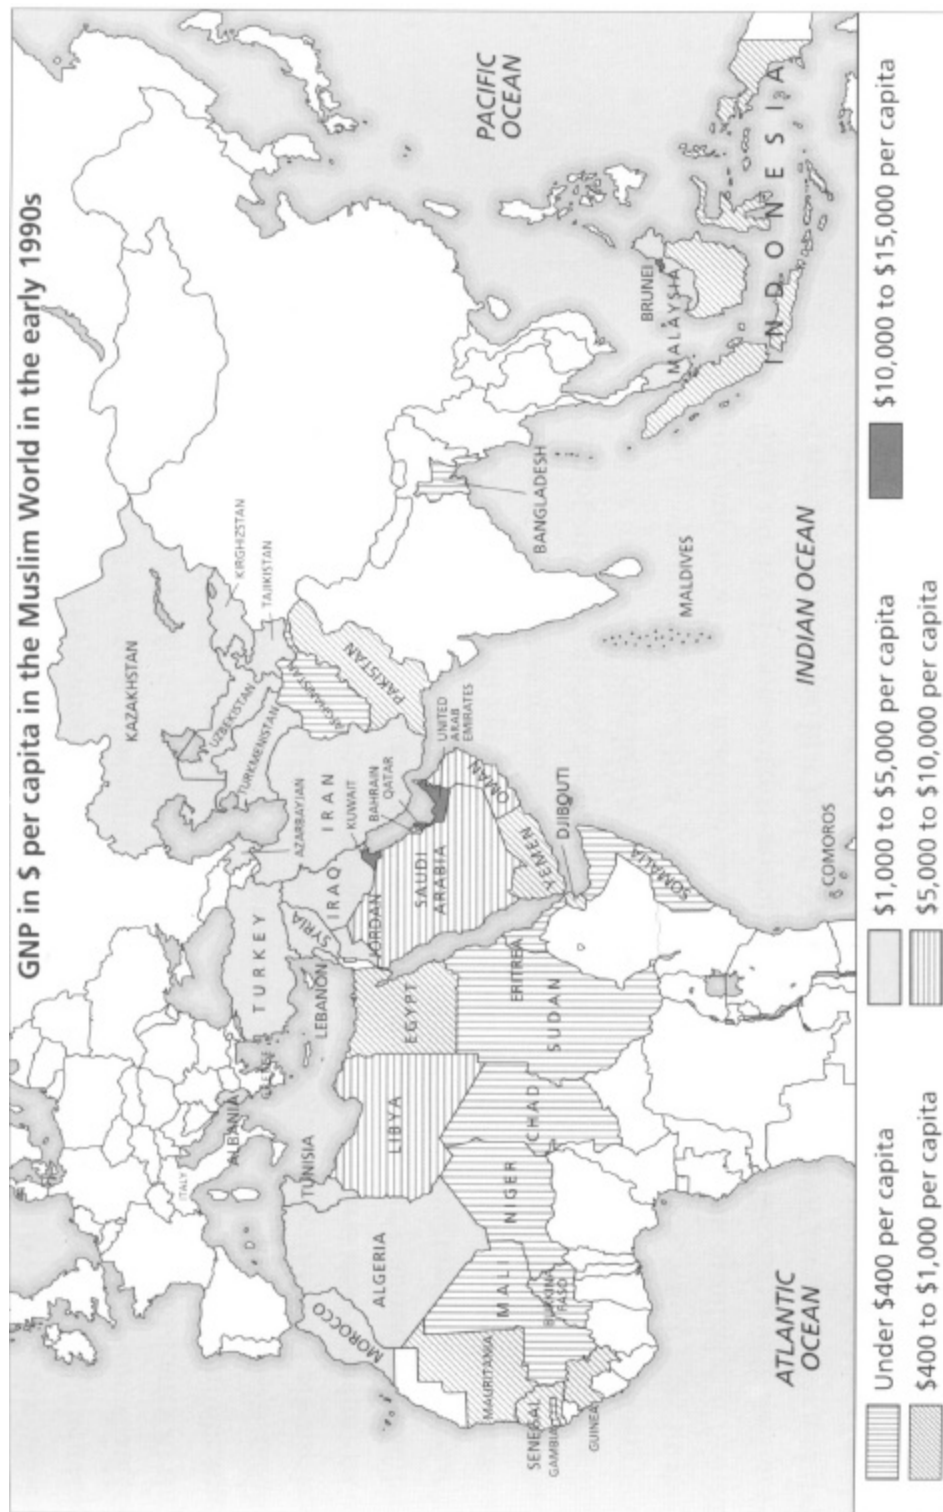 GNP in $ per capita in the Muslim World in the early 1990s
KAZAKHSTAN
UZBEKISTAN
TURKMENISTAN
KIRGHIZSTAN
TAJIKISTAN
AZARBAYJAN
TURKEY
SYRIA
LEBANON
IRAQ
IRAN
JORDAN
KUWAIT
BAHRAIN
QATAR
UNITED
ARAB
EMIRATES
SAUDI
ARABIA
OMAN
YEMEN
AFGHANISTAN
PAKISTAN
BANGLADESH
MALDIVES
BRUNEI
MALAYSIA
INDONESIA
PACIFIC
OCEAN
INDIAN OCEAN
ITALY
ALBANIA
GREECE
TUNISIA
MOROCCO
ALGERIA
LIBYA
EGYPT
MAURITANIA
MALI
NIGER
CHAD
SUDAN
ERITREA
DJIBOUTI
SOMALIA
COMOROS
SENEGAL
GAMBIA
GUINEA
BURKINA
FASO
ATLANTIC
OCEAN
Under $400 per capita
$400 to $1,000 per capita
$1,000 to $5,000 per capita
$5,000 to $10,000 per capita
$10,000 to $15,000 per capita